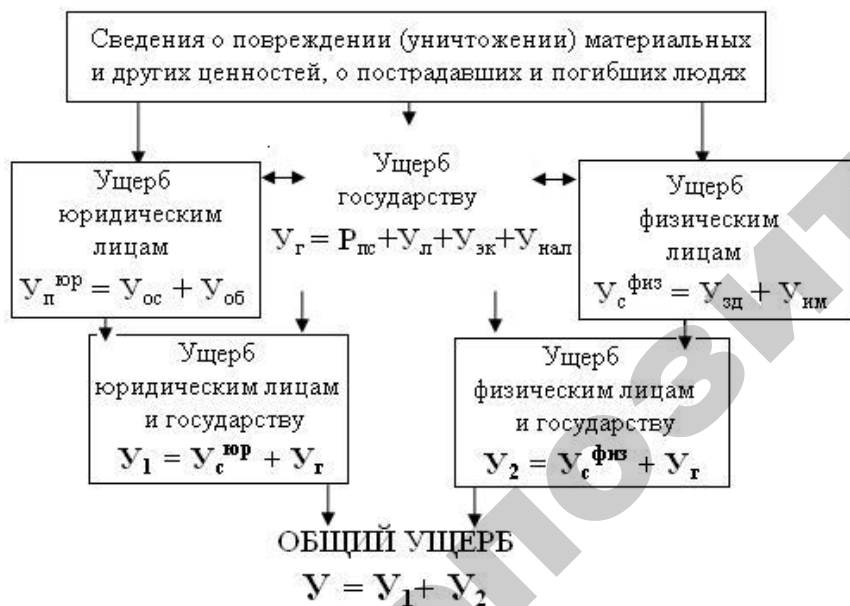 Сведения о повреждении (уничтожении) материальных
и других ценностей, о пострадавших и погибших людях
Ущерб
юридическим
лицам
Уп^юр = Уос + Уоб
Ущерб
государству
Уг = Рпс+Ул+Уэк+Унал
Ущерб
физическим
лицам
Ус^физ = Узд + Уим
Ущерб
юридическим лицам
и государству
У1 = Ус^юр + Уг
Ущерб
физическим лицам
и государству
У2 = Ус^физ + Уг
ОБЩИЙ УЩЕРБ
У = У1+ У2